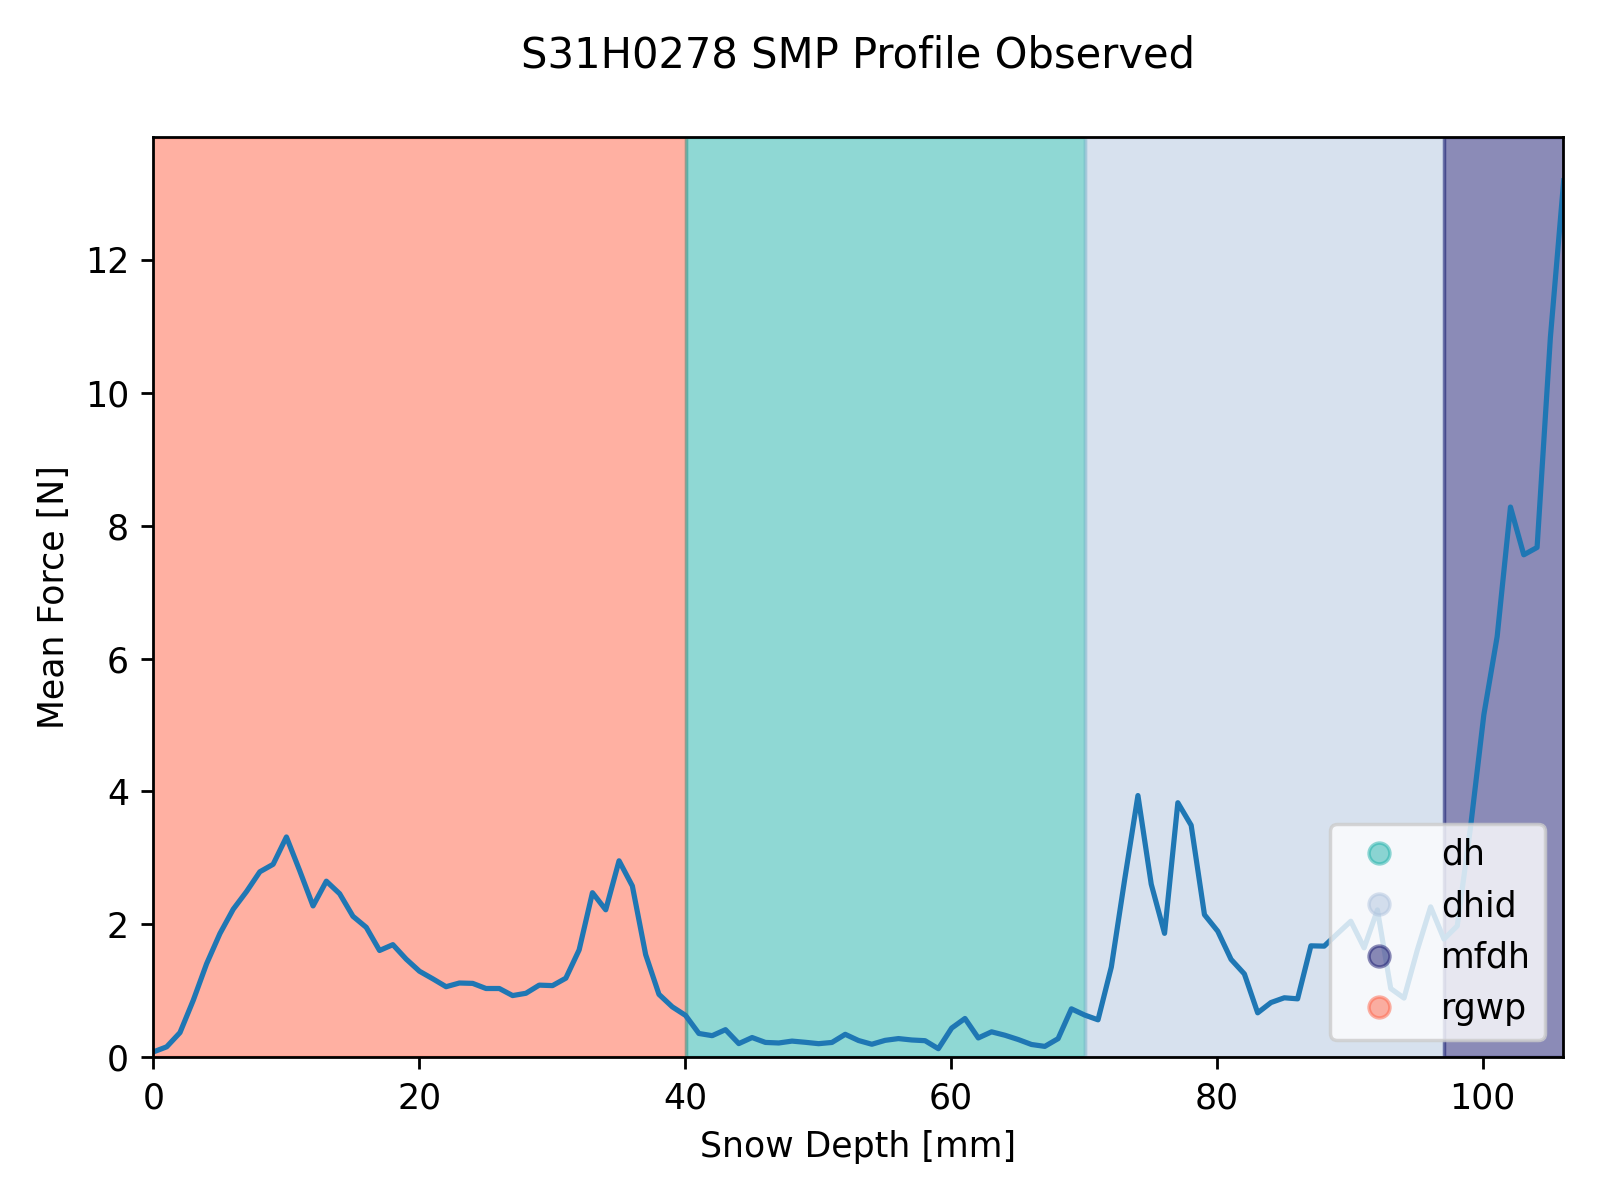 S31H0278 SMP Profile Observed
12
10
8
6
4
2
0
Mean Force [N]
0 20 40 60 80 100
Snow Depth [mm]
dh
dhid
mfdh
rgwp